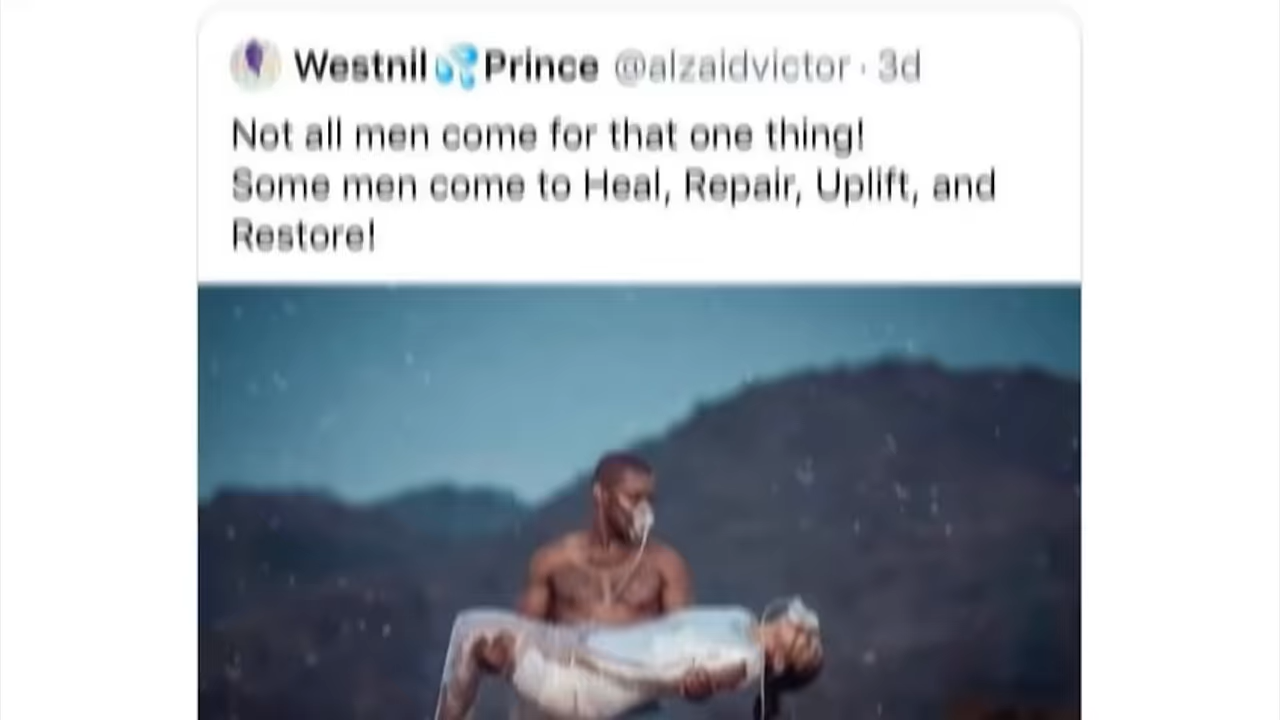 Westnil💦Prince @alzaidvictor · 3d
Not all men come for that one thing!
Some men come to Heal, Repair, Uplift, and
Restore!